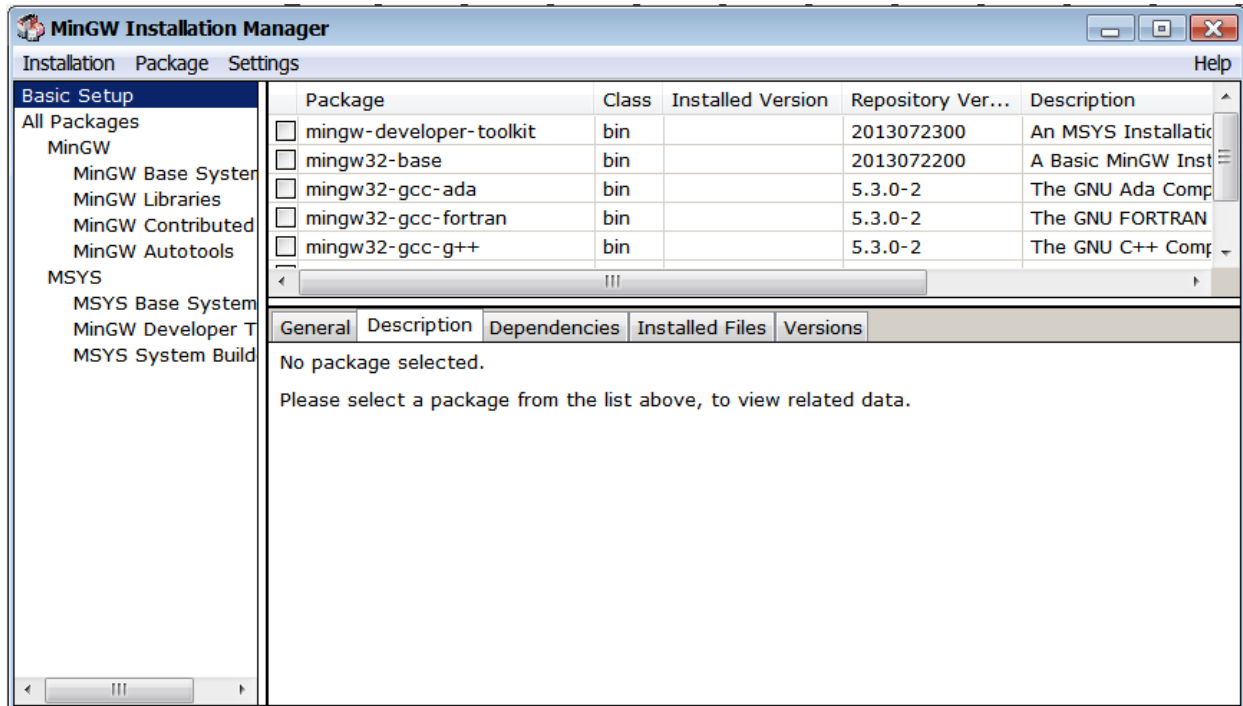 MinGW Installation Manager
Installation Package Settings Help
Basic Setup
All Packages
MinGW
MinGW Base System
MinGW Libraries
MinGW Contributed
MinGW Autotools
MSYS
MSYS Base System
MinGW Developer T
MSYS System Build
Package Class Installed Version Repository Ver... Description
mingw-developer-toolkit bin 2013072300 An MSYS Installatic
mingw32-base bin 2013072200 A Basic MinGW Inst
mingw32-gcc-ada bin 5.3.0-2 The GNU Ada Comp
mingw32-gcc-fortran bin 5.3.0-2 The GNU FORTRAN
mingw32-gcc-g++ bin 5.3.0-2 The GNU C++ Comp
General Description Dependencies Installed Files Versions
No package selected.
Please select a package from the list above, to view related data.